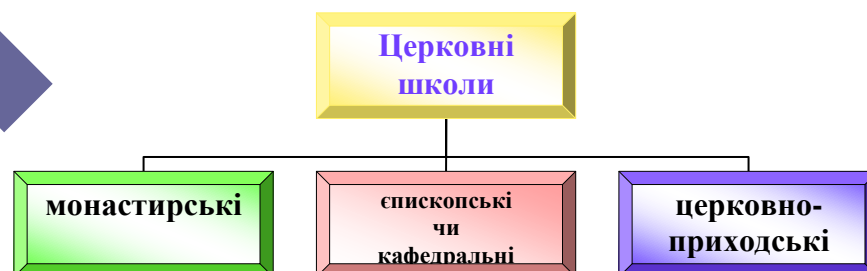 Церковні
школи
монастирські
єпископські
чи
кафедральні
церковно-
приходські